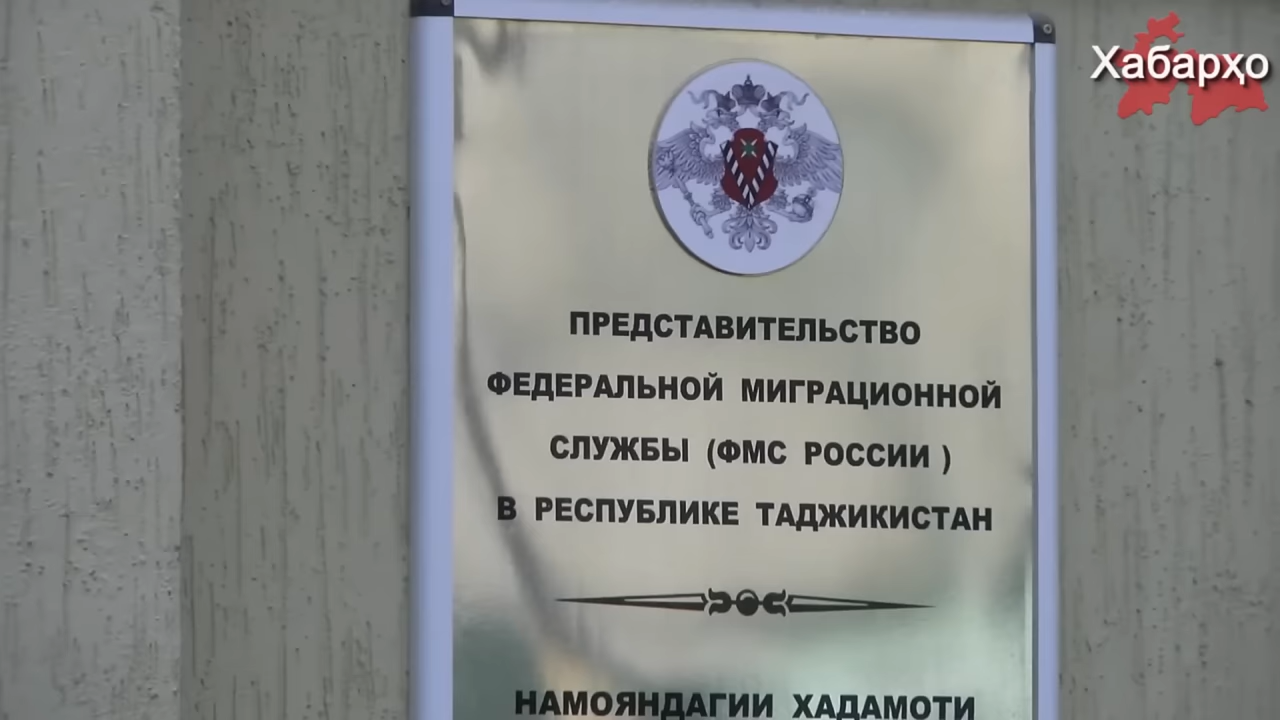 Хабарҳо
ПРЕДСТАВИТЕЛЬСТВО
ФЕДЕРАЛЬНОЙ МИГРАЦИОННОЙ
СЛУЖБЫ (ФМС РОССИИ )
В РЕСПУБЛИКЕ ТАДЖИКИСТАН
НАМОЯНДАГИИ ХАДАМОТИ